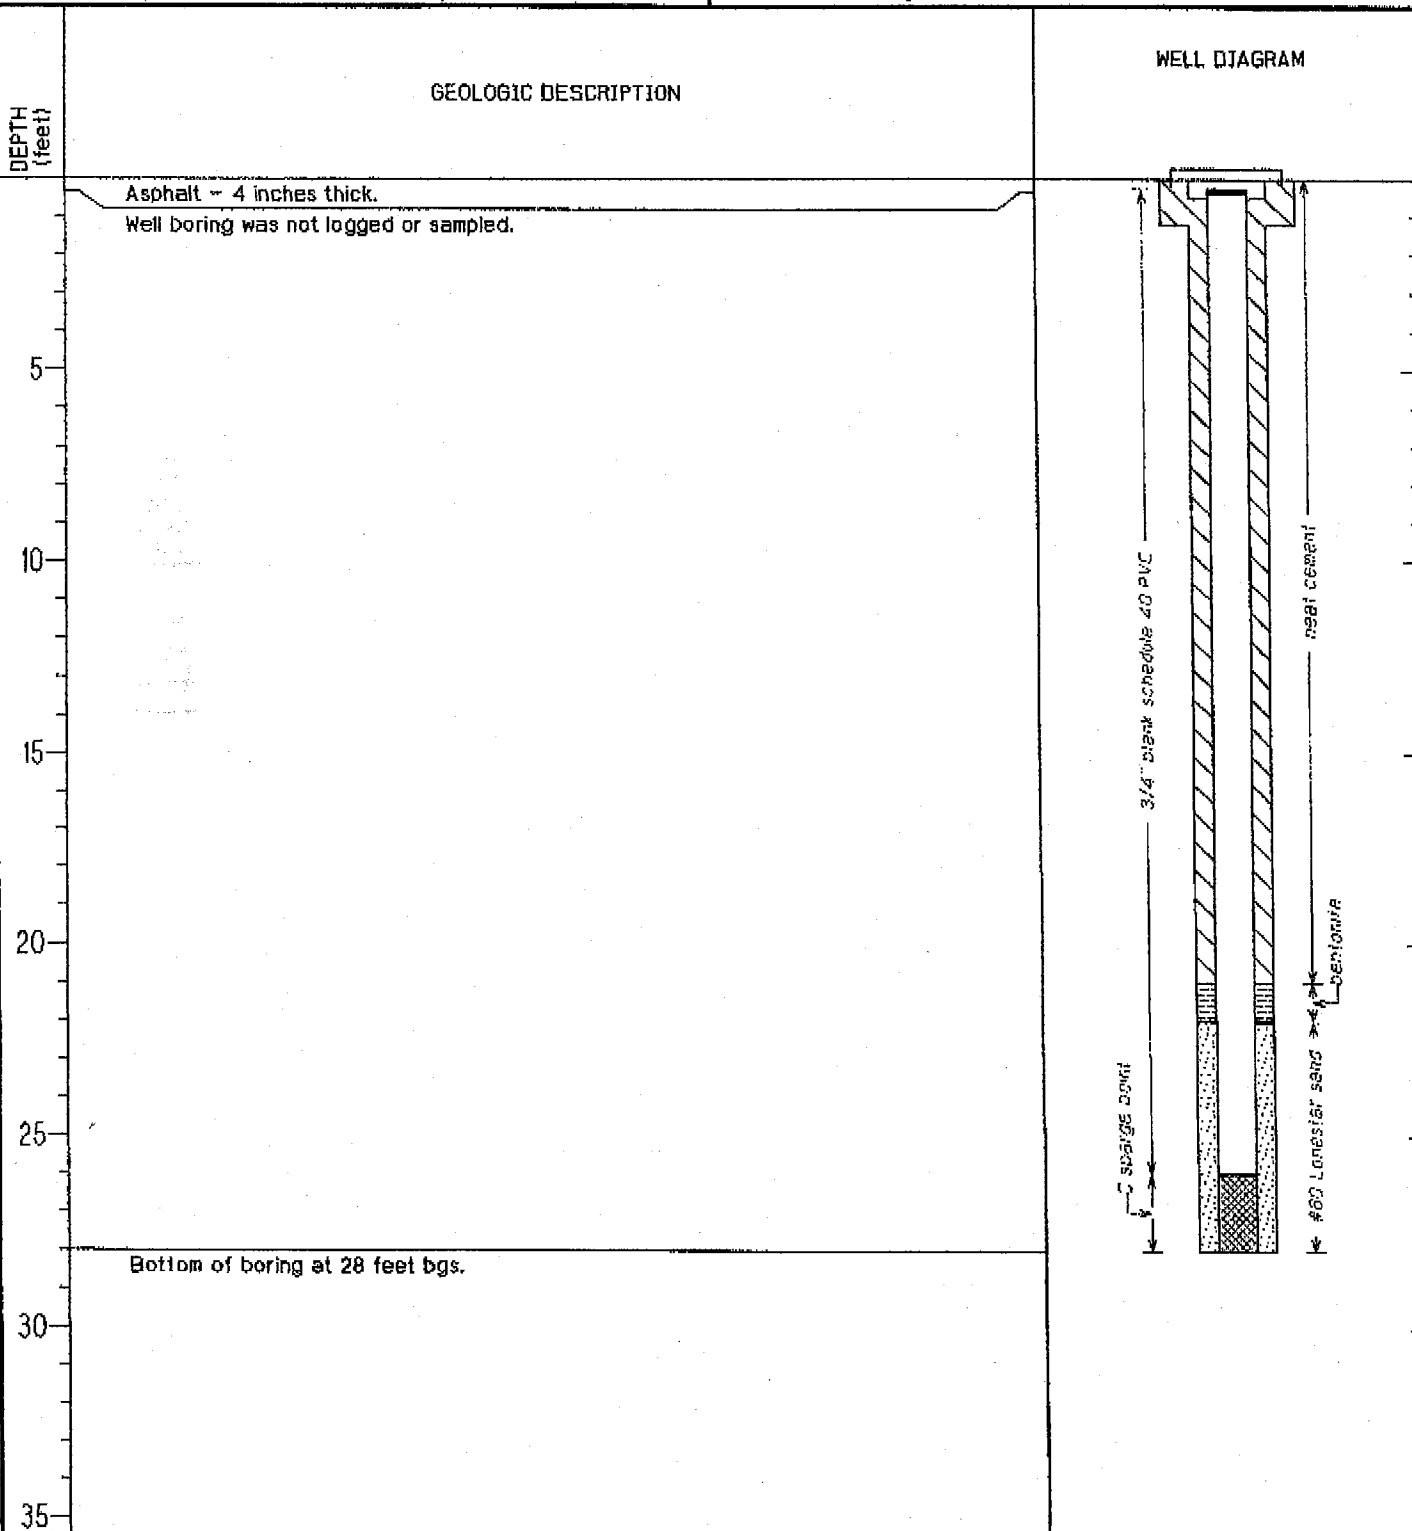 WELL DIAGRAM
GEOLOGIC DESCRIPTION
DEPTH
(feet)
Asphalt - 4 inches thick.
Well boring was not logged or sampled.
5
10
15
20
25
30
35
3/4" blank schedule 40 PVC
neat cement
bentonite
sparge point
#60 Lonestar sand
Bottom of boring at 28 feet bgs.